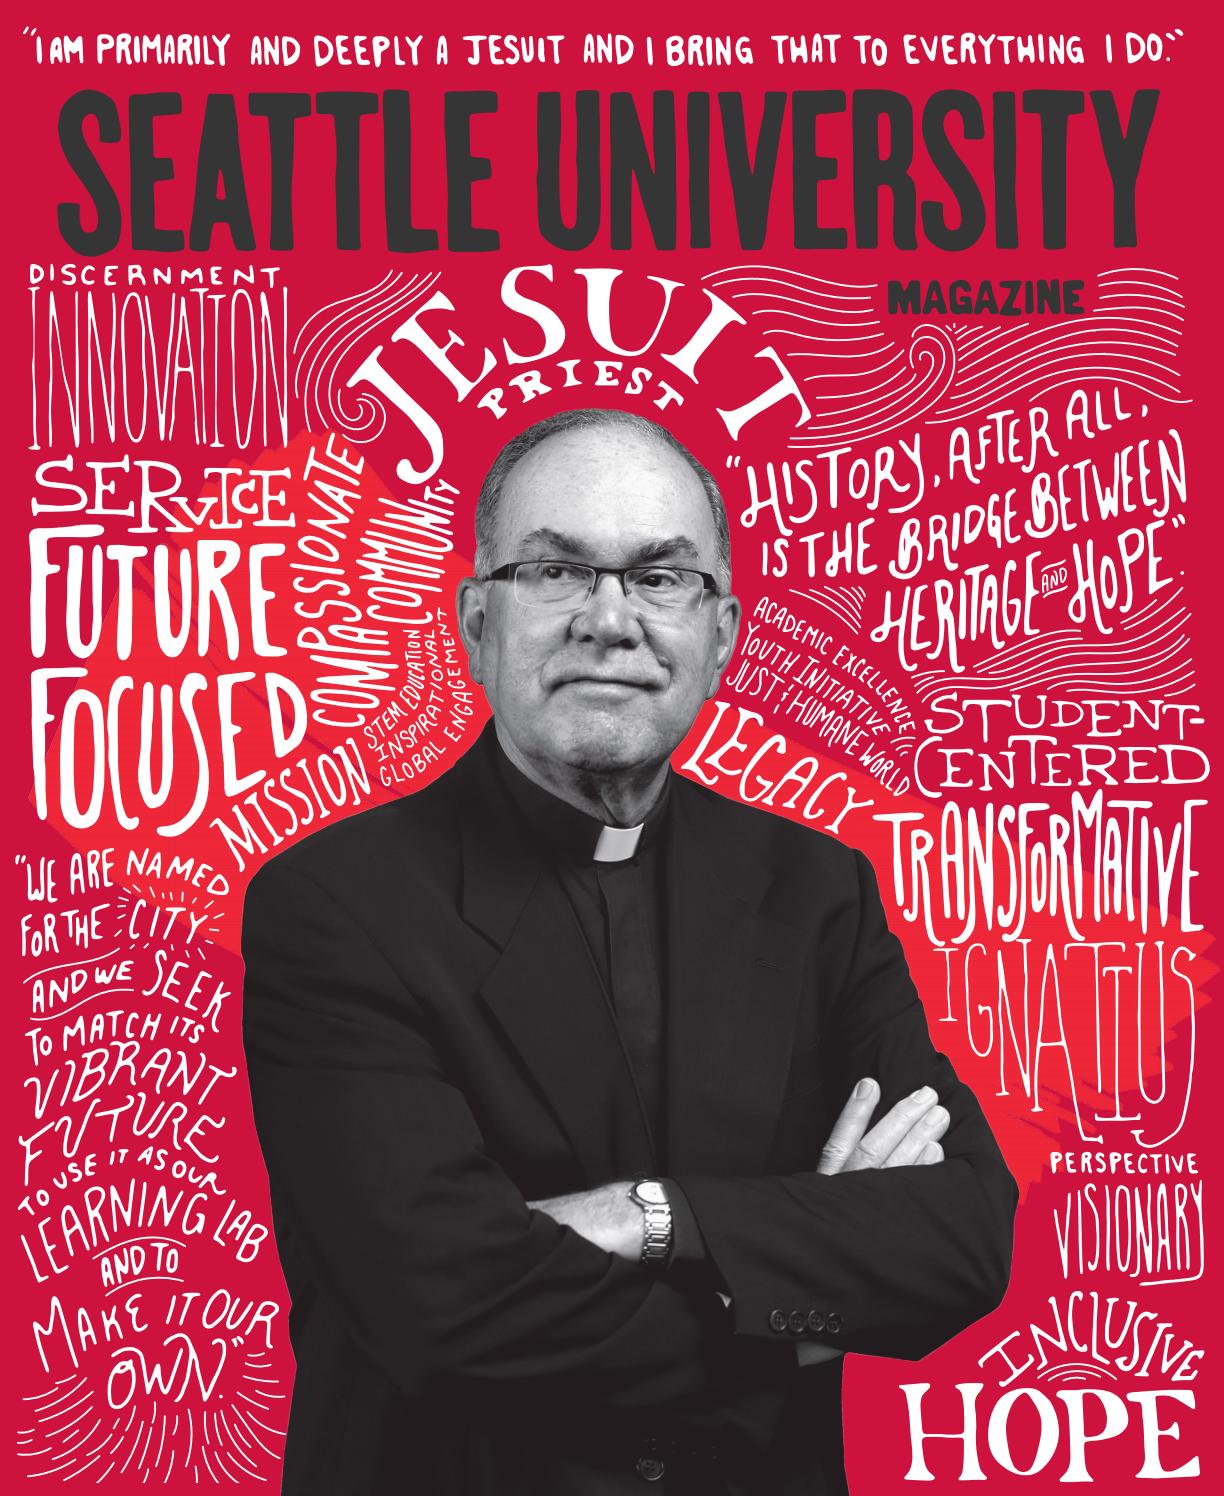 "I AM PRIMARILY AND DEEPLY A JESUIT AND I BRING THAT TO EVERYTHING I DO."
SEATTLE UNIVERSITY
MAGAZINE
DISCERNMENT
INNOVATION
SERVICE
FUTURE
FOCUSED
MISSION
COMPASSIONATE
COMMUNITY
STEM EDUCATION
INSPIRATIONAL
GLOBAL ENGAGEMENT
JESUIT
PRIEST
"HISTORY, AFTER ALL,
IS THE BRIDGE BETWEEN
HERITAGE AND HOPE".
ACADEMIC EXCELLENCE
YOUTH INITIATIVE
JUST & HUMANE WORLD
LEGACY
STUDENT-
CENTERED
TRANSFORMATIVE
IGNATIUS
PERSPECTIVE
VISIONARY
INCLUSIVE
HOPE
"WE ARE NAMED
FOR THE CITY
AND WE SEEK
TO MATCH ITS
VIBRANT
FUTURE
TO USE IT AS OUR
LEARNING LAB
AND TO
MAKE IT OUR
OWN."